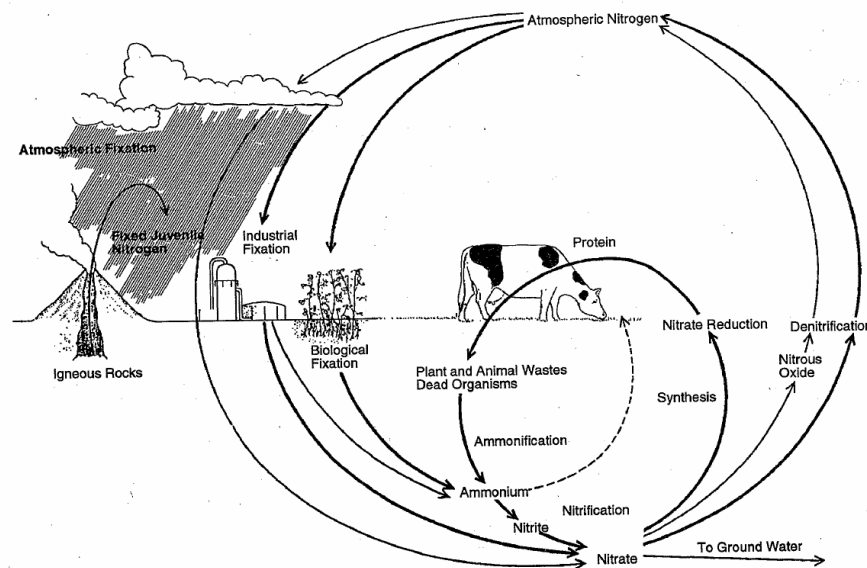 Atmospheric Nitrogen
Atmospheric Fixation
Fixed Juvenile
Nitrogen
Industrial
Fixation
Protein
Igneous Rocks
Biological
Fixation
Plant and Animal Wastes
Dead Organisms
Nitrate Reduction
Denitrification
Nitrous
Oxide
Synthesis
Ammonification
Ammonium
Nitrification
Nitrite
Nitrate
To Ground Water